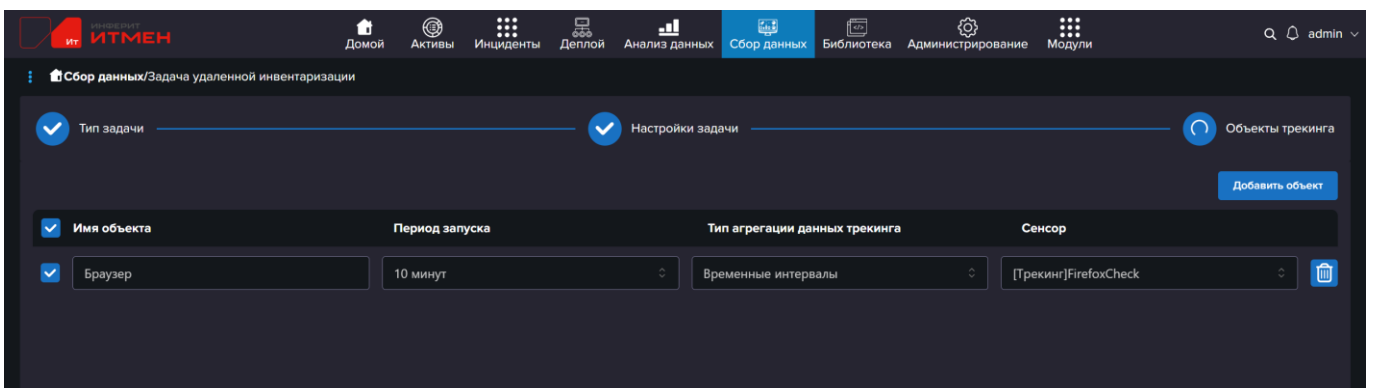 ИНФЕРИТ
ИТМЕН
Ит
Домой Активы Инциденты Деплой Анализ данных Сбор данных Библиотека Администрирование Модули admin
Сбор данных/Задача удаленной инвентаризации
Тип задачи Настройки задачи Объекты трекинга
Добавить объект
Имя объекта Период запуска Тип агрегации данных трекинга Сенсор
Браузер 10 минут Временные интервалы [Трекинг]FirefoxCheck